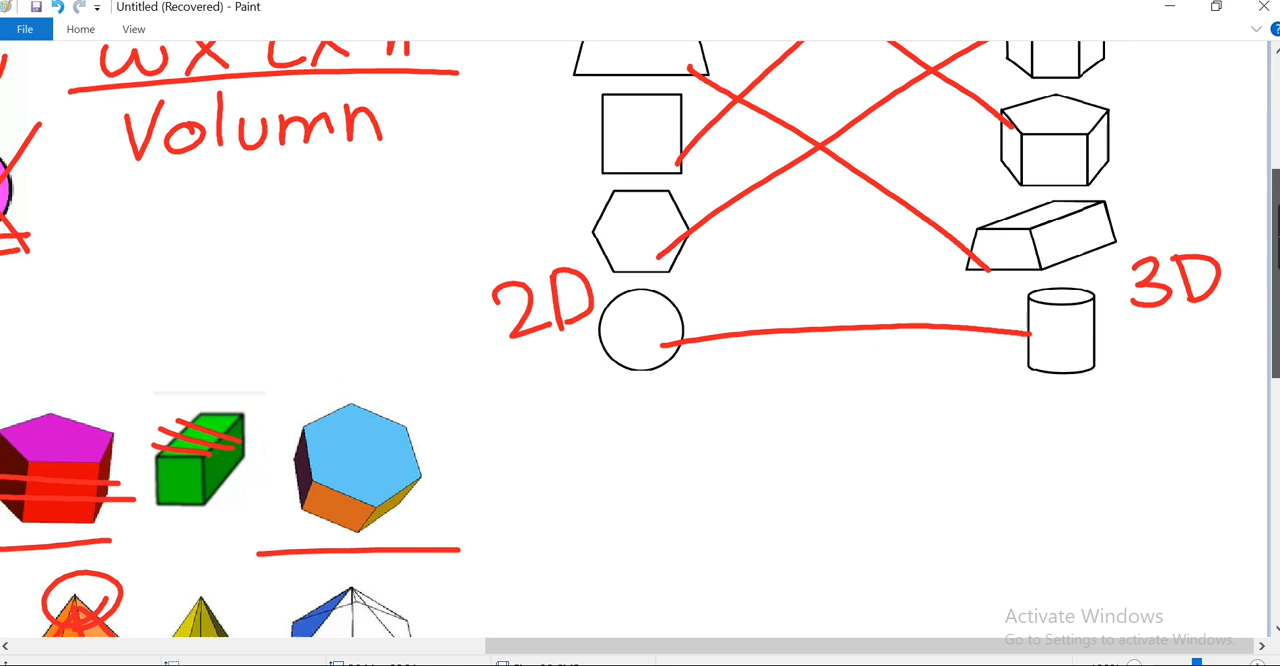 Untitled (Recovered) - Paint
File Home View
W x L x H
Volumn
2D
3D
Activate Windows
Go to Settings to activate Windows.